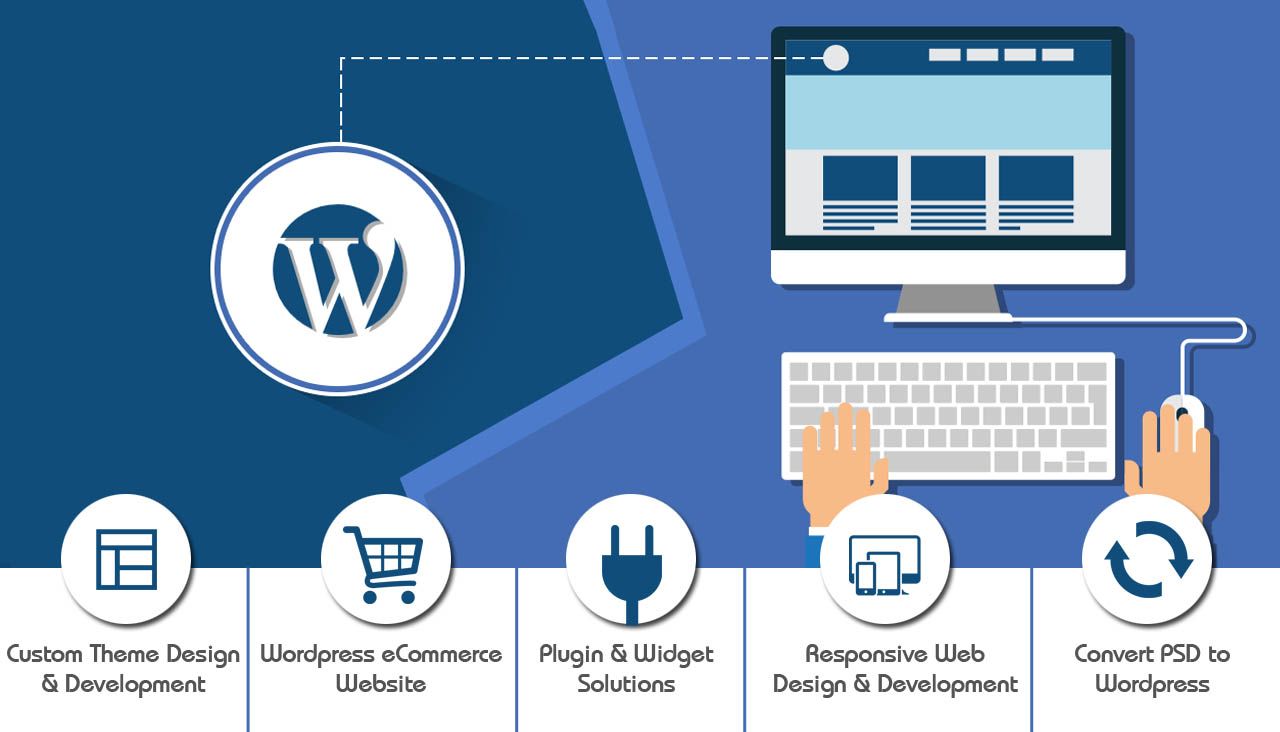 W
Custom Theme Design
& Development
Wordpress eCommerce
Website
Plugin & Widget
Solutions
Responsive Web
Design & Development
Convert PSD to
Wordpress